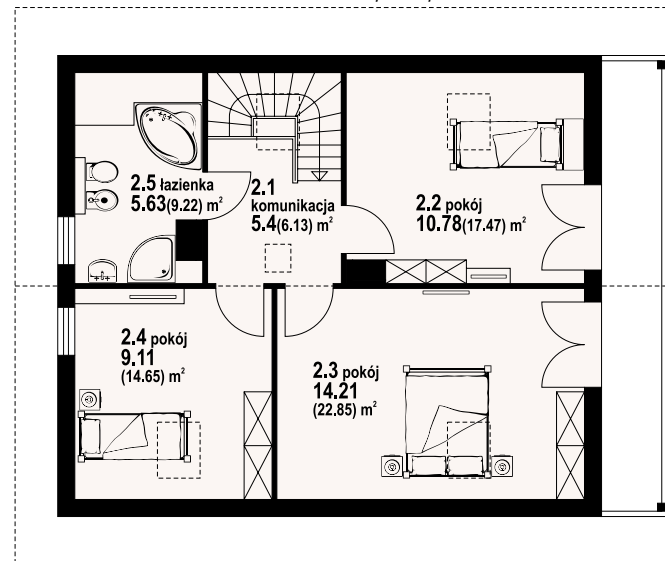 2.5 łazienka
5.63(9.22) m²
2.1
komunikacja
5.4(6.13) m²
2.2 pokój
10.78(17.47) m²
2.4 pokój
9.11
(14.65) m²
2.3 pokój
14.21
(22.85) m²